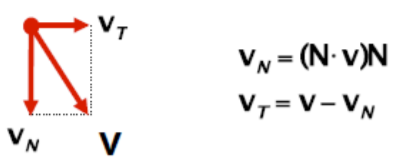 v_T
v_N = (N· v)N
v_T = v – v_N
v_N
V